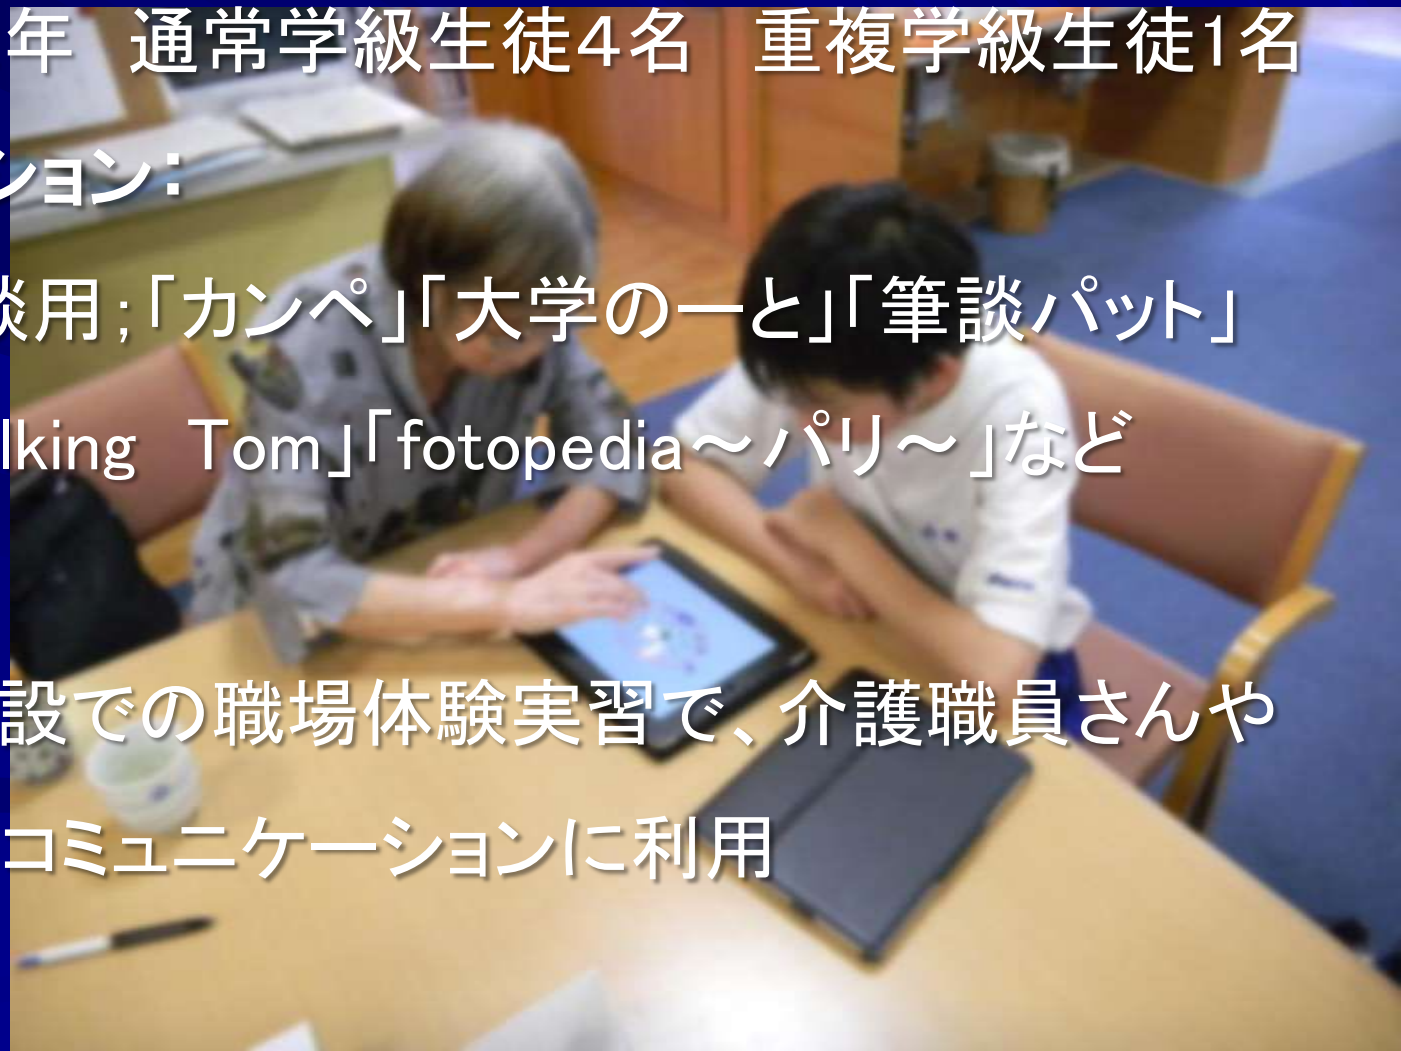 年　通常学級生徒４名　重複学級生徒1名
ション：
談用；「カンペ」「大学の一と」「筆談パット」
lking　Tom」「fotopedia～パリ～」など
設での職場体験実習で、介護職員さんや
コミュニケーションに利用